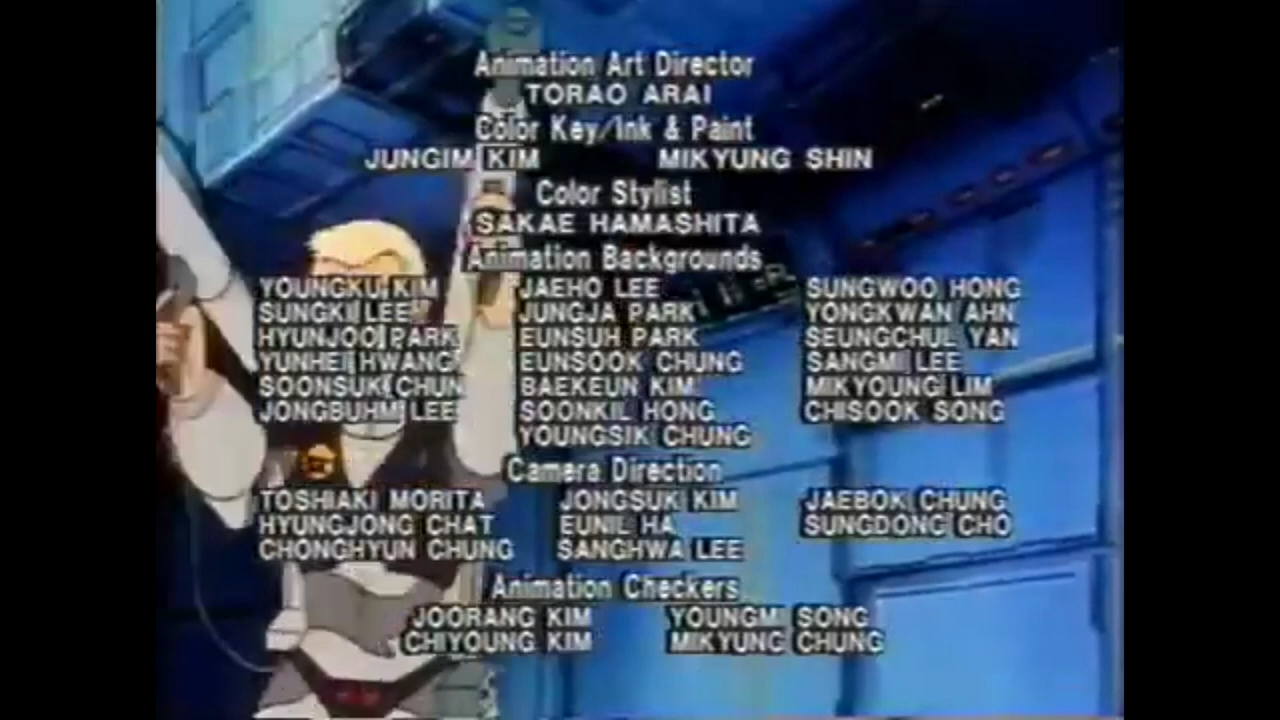 Animation Art Director
TORAO ARAI
Color Key/Ink & Paint
JUNGIM KIM MIKYUNG SHIN
Color Stylist
SAKAE HAMASHITA
Animation Backgrounds
YOUNGKU KIM JAEHO LEE SUNGWOO HONG
SUNGKI LEE JUNGJA PARK YONGKWAN AHN
HYUNJOO PARK EUNSUH PARK SEUNGCHUL YAN
YUNHEI HWANG EUNSOOK CHUNG SANGMI LEE
SOONSUK CHUN BAEKEUN KIM MIKYOUNG LIM
JONGBUHM LEE SOONKIL HONG CHISOOK SONG
YOUNGSIK CHUNG
Camera Direction
TOSHIAKI MORITA JONGSUK KIM JAEBOK CHUNG
HYUNGJONG CHAT EUNIL HA SUNGDONG CHO
CHONGHYUN CHUNG SANGHWA LEE
Animation Checkers
JOORANG KIM YOUNGMI SONG
CHIYOUNG KIM MIKYUNG CHUNG